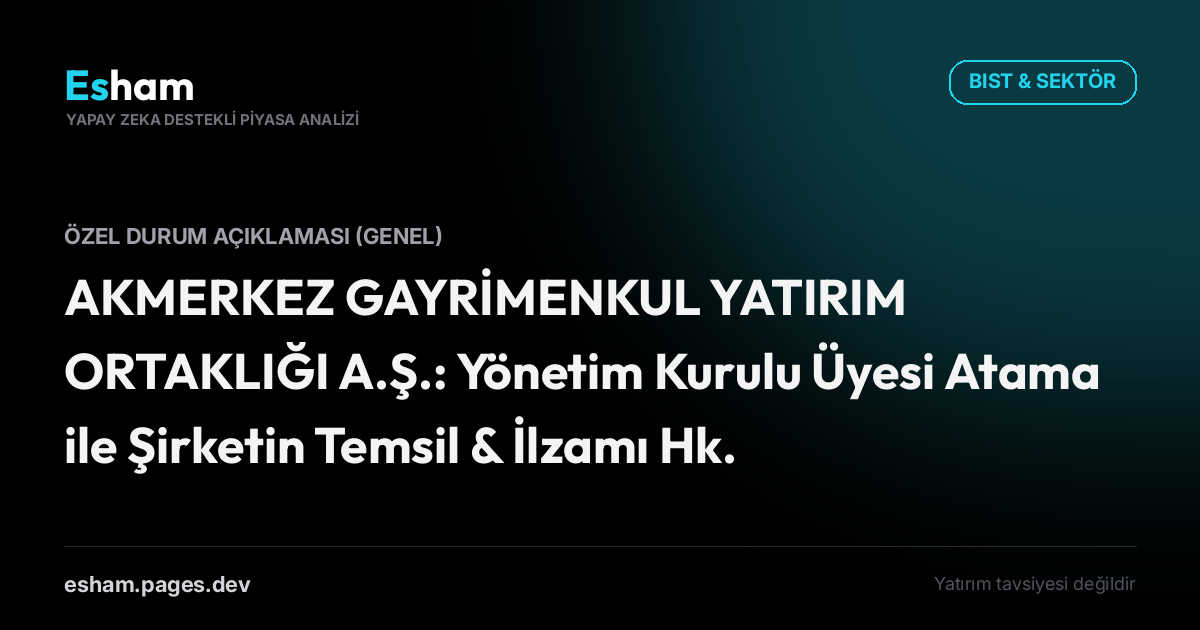 Esham
BIST & SEKTÖR
YAPAY ZEKA DESTEKLİ PİYASA ANALİZİ
ÖZEL DURUM AÇIKLAMASI (GENEL)
AKMERKEZ GAYRİMENKUL YATIRIM
ORTAKLIĞI A.Ş.: Yönetim Kurulu Üyesi Atama
ile Şirketin Temsil & İlzamı Hk.
esham.pages.dev
Yatırım tavsiyesi değildir